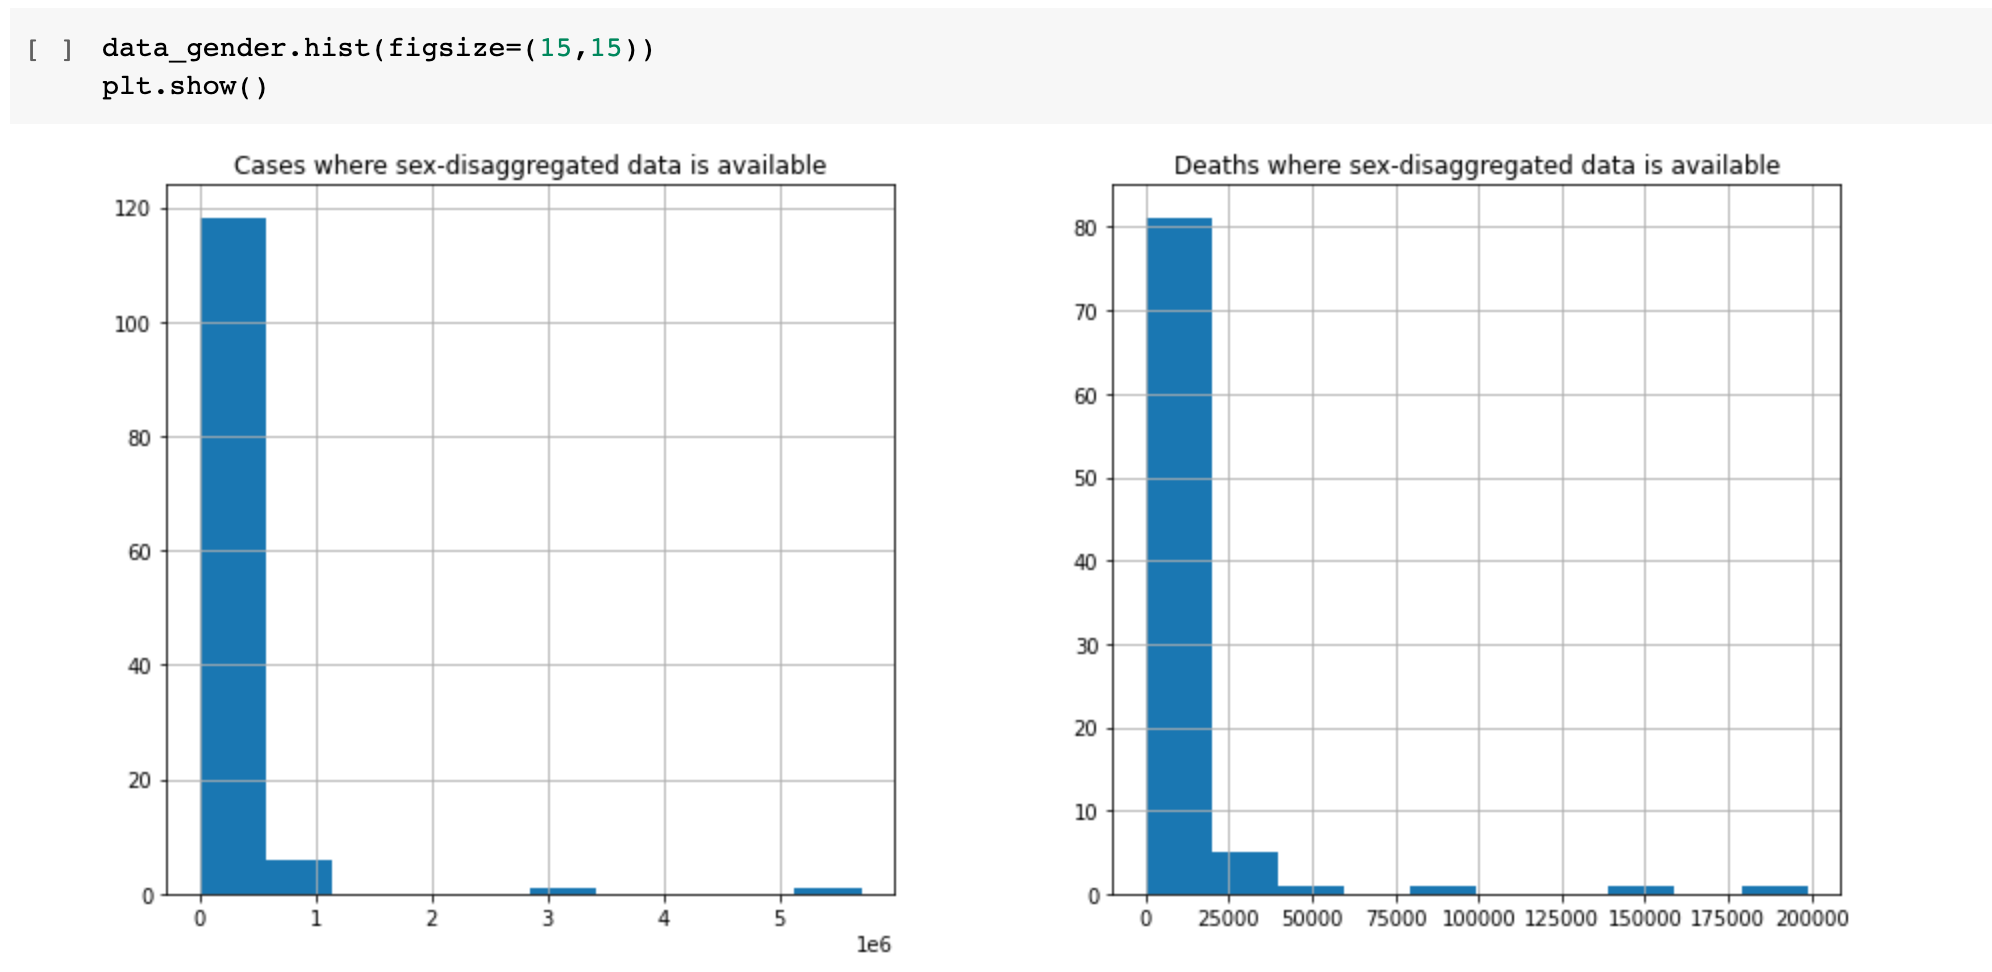 [ ] data_gender.hist(figsize=(15,15))
plt.show()
Cases where sex-disaggregated data is available
120
100
80
60
40
20
0
0 1 2 3 4 5
1e6
Deaths where sex-disaggregated data is available
80
70
60
50
40
30
20
10
0
0 25000 50000 75000 100000 125000 150000 175000 200000